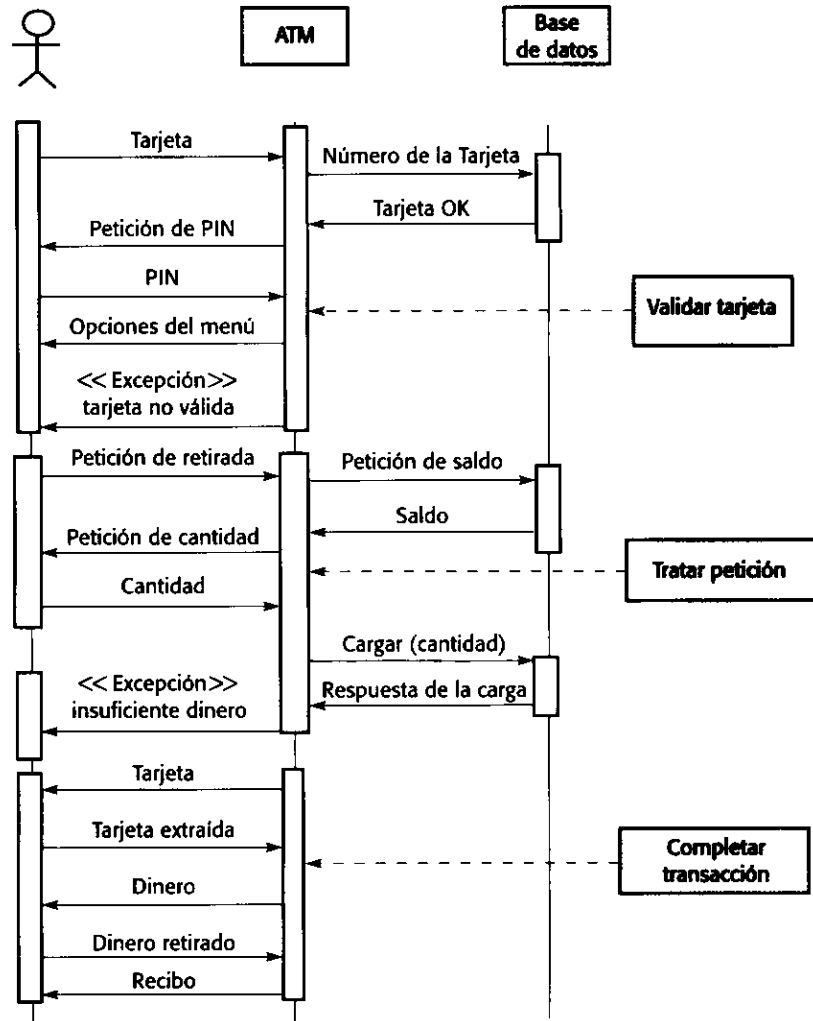 ATM
Base
de datos
Tarjeta
Número de la Tarjeta
Tarjeta OK
Petición de PIN
PIN
Validar tarjeta
Opciones del menú
<< Excepción>>
tarjeta no válida
Petición de retirada
Petición de saldo
Saldo
Petición de cantidad
Tratar petición
Cantidad
Cargar (cantidad)
<< Excepción>>
insuficiente dinero
Respuesta de la carga
Tarjeta
Tarjeta extraída
Completar
transacción
Dinero
Dinero retirado
Recibo